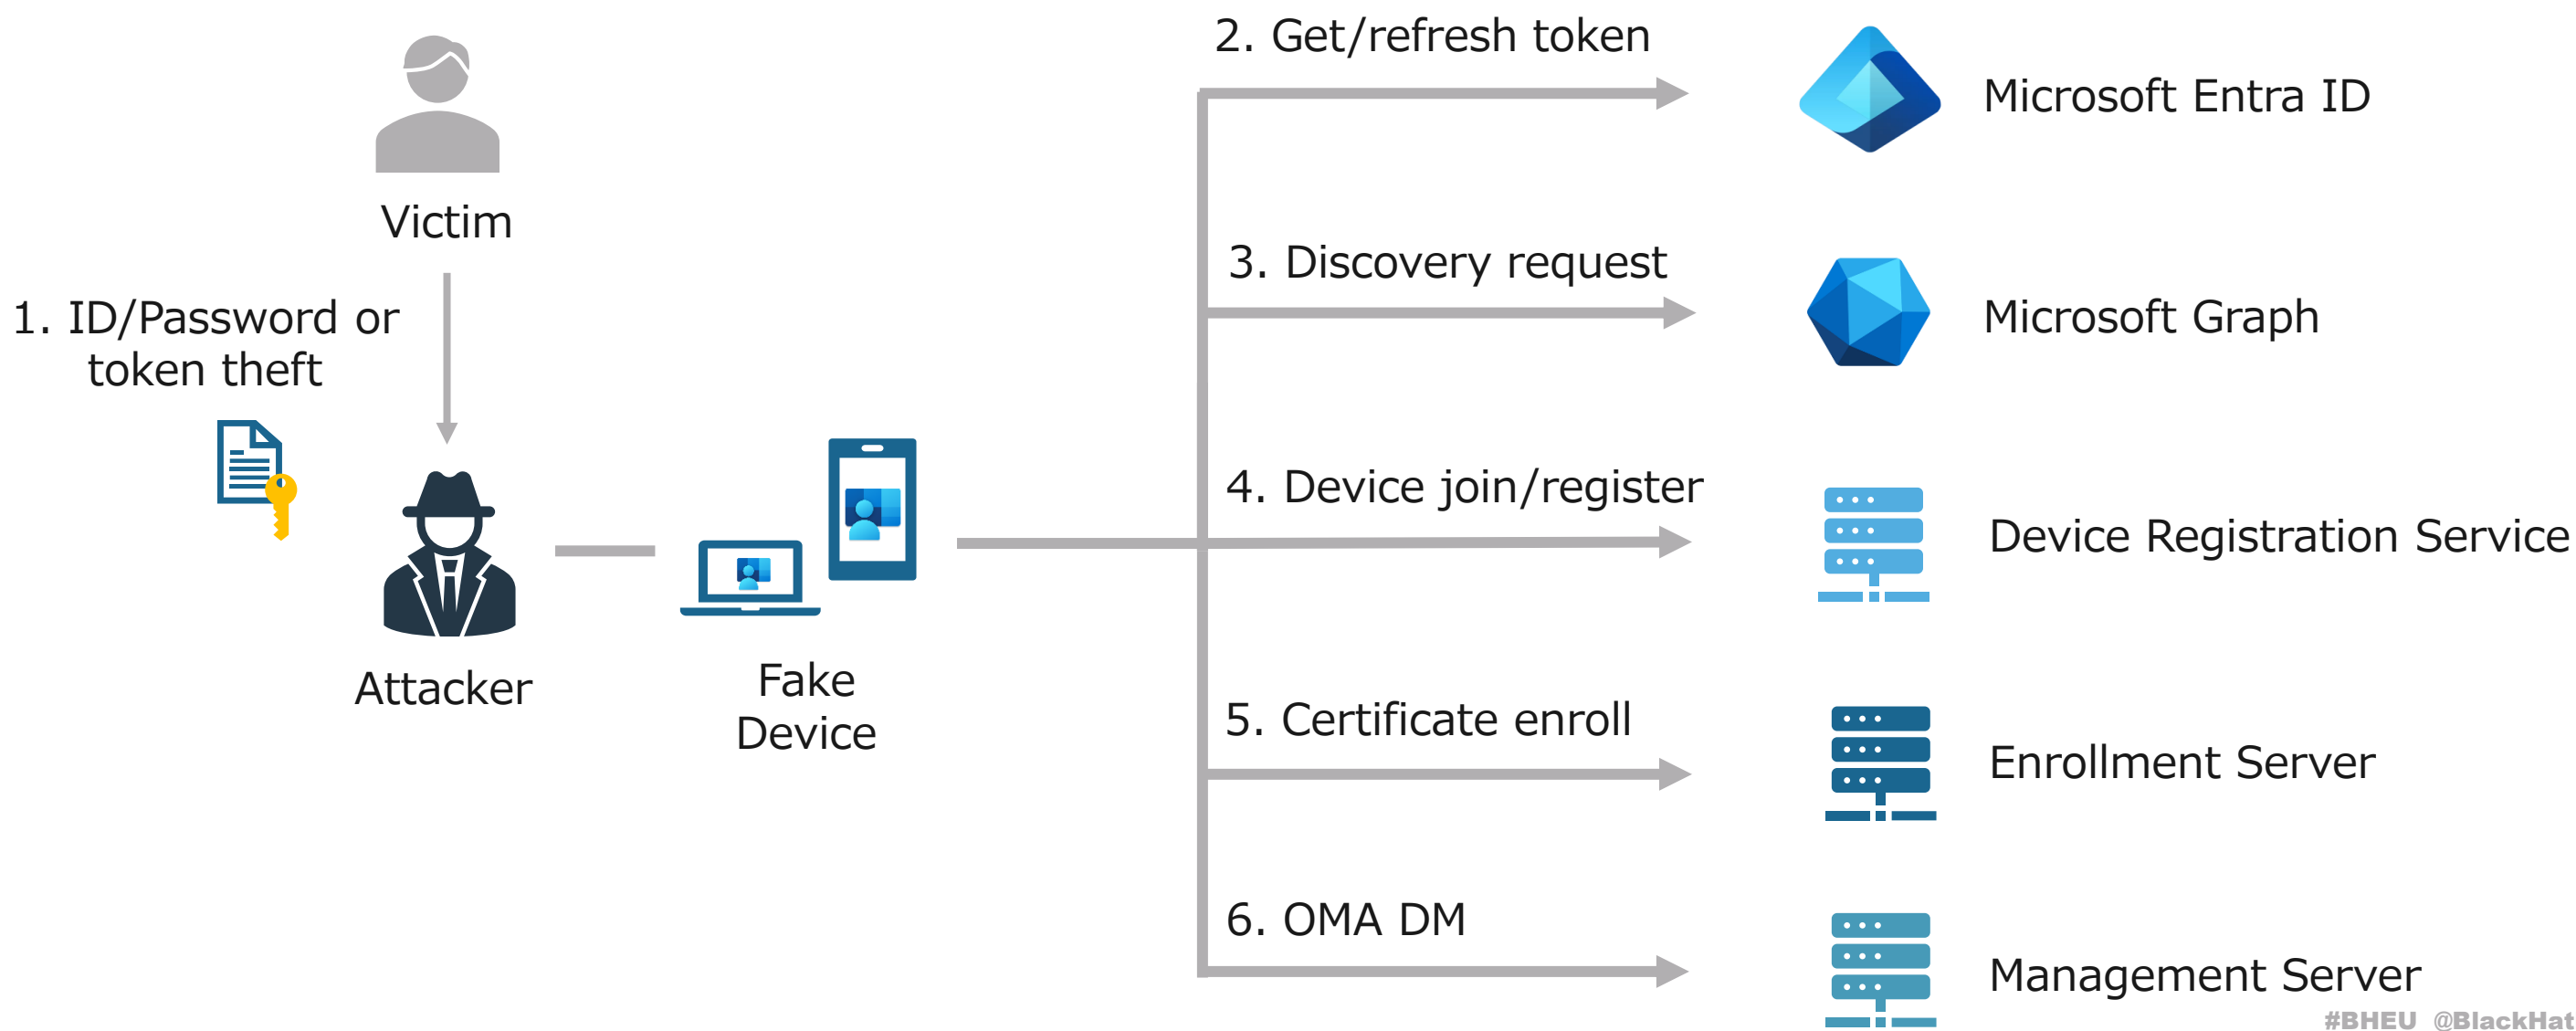 2. Get/refresh token
Microsoft Entra ID
Victim
3. Discovery request
Microsoft Graph
1. ID/Password or
token theft
4. Device join/register
Device Registration Service
Attacker
Fake
Device
5. Certificate enroll
Enrollment Server
6. OMA DM
Management Server
#BHEU @BlackHat